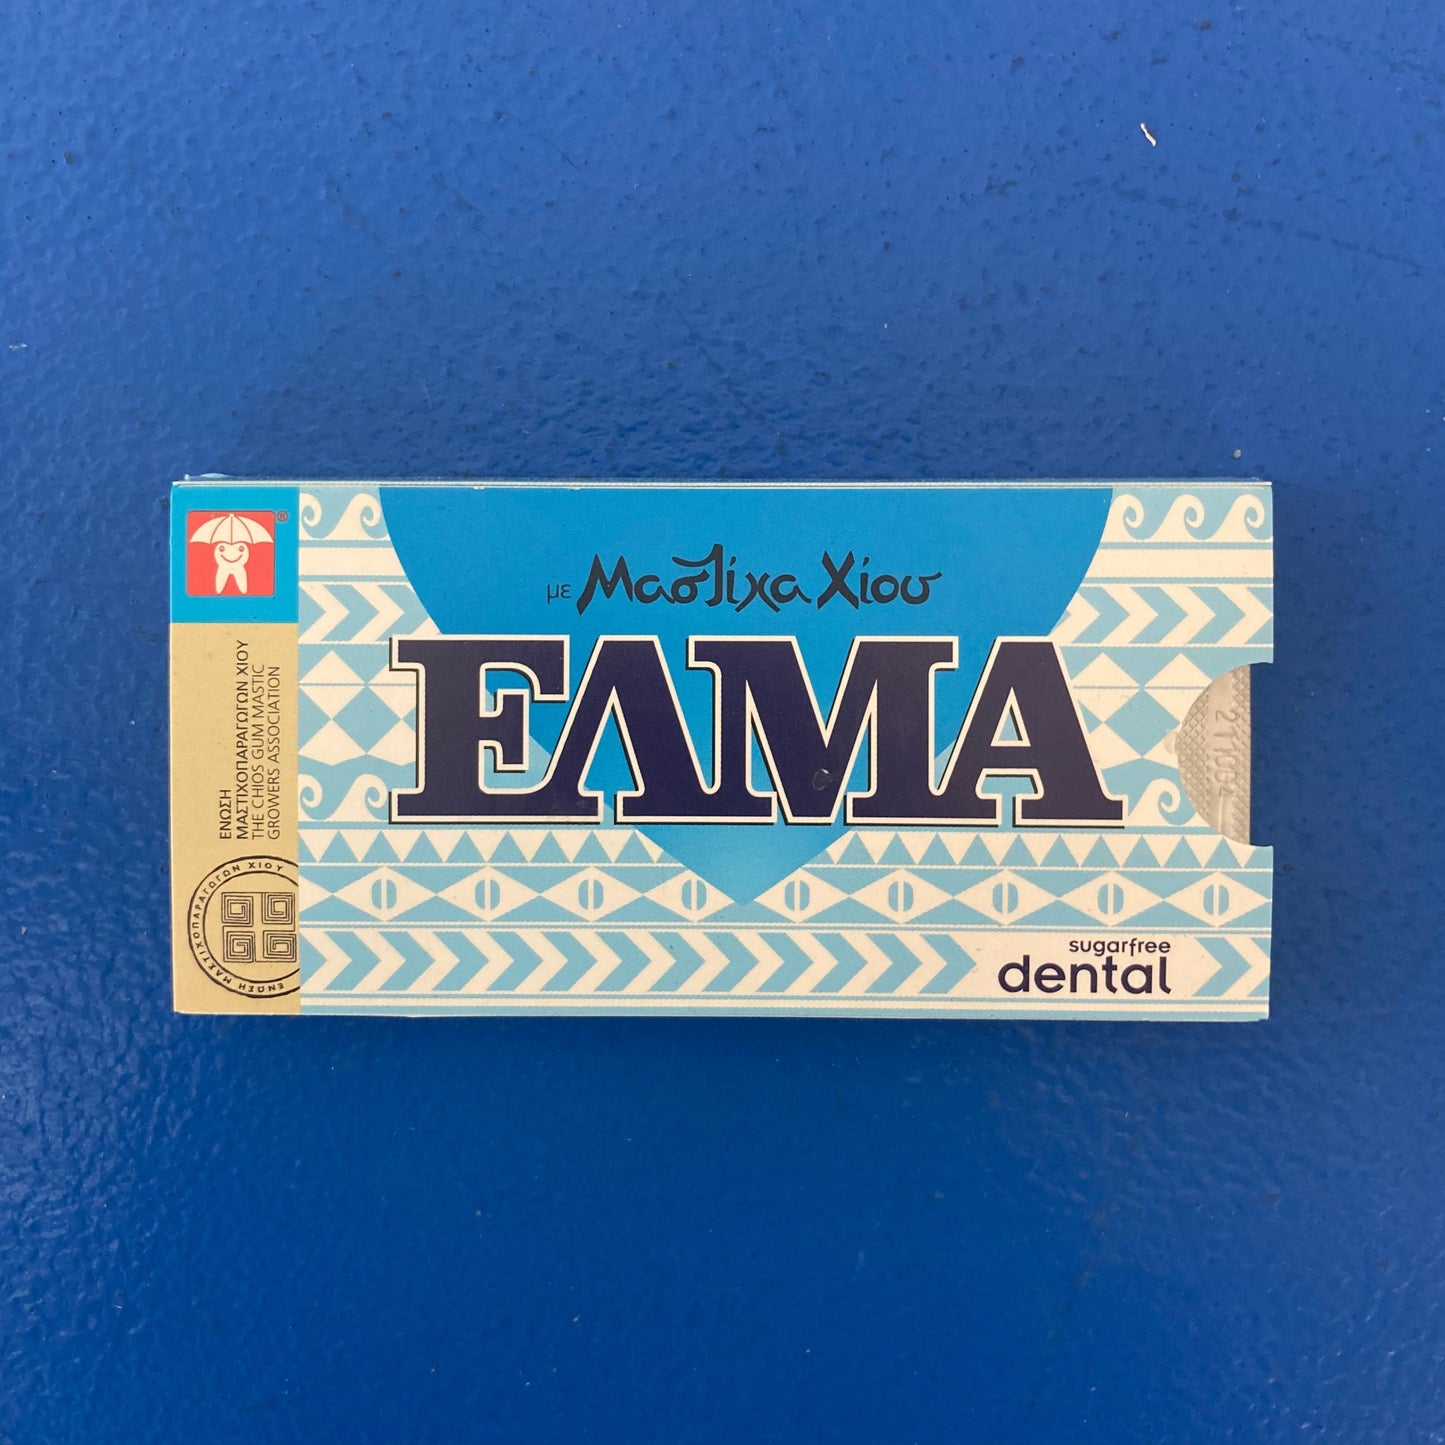 με Μαστίχα Χίου
ΕΛΜΑ
sugarfree
dental
ΕΝΩΣΗ
ΜΑΣΤΙΧΟΠΑΡΑΓΩΓΩΝ ΧΙΟΥ
THE CHIOS GUM MASTIC
GROWERS ASSOCIATION
ΕΝΩΣΗ ΜΑΣΤΙΧΟΠΑΡΑΓΩΓΩΝ ΧΙΟΥ
®